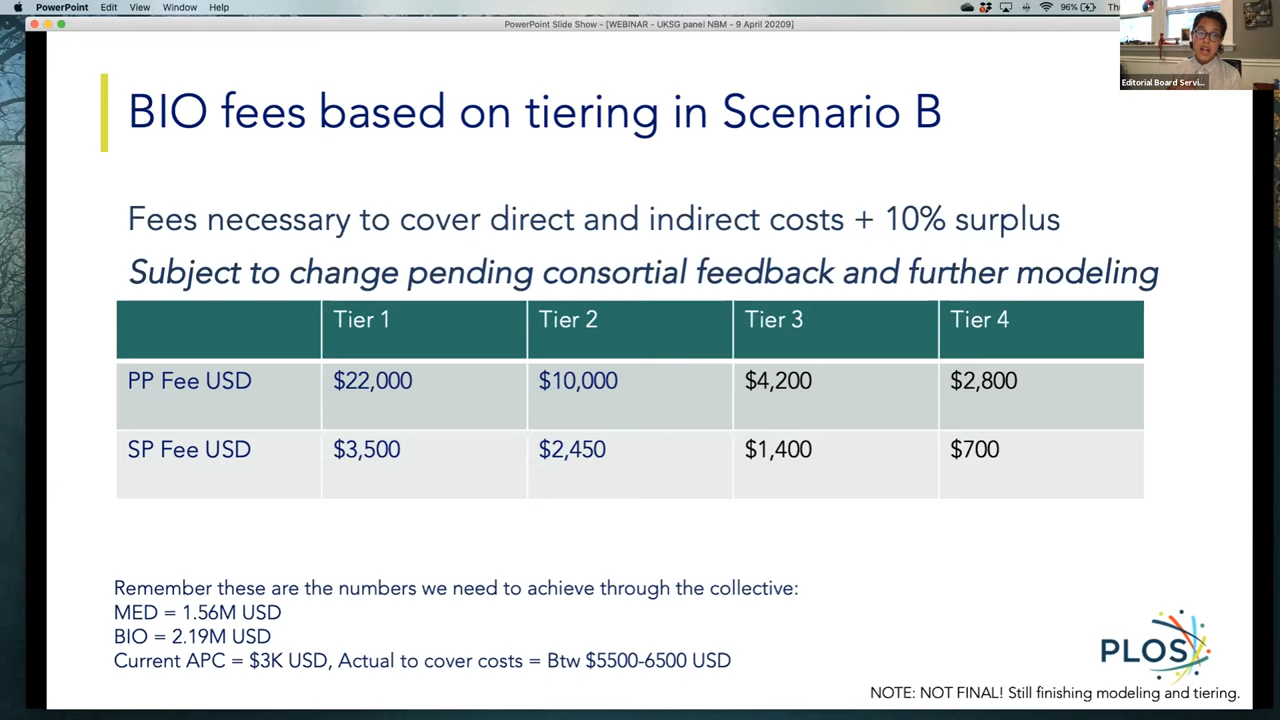 PowerPoint Edit View Window Help 96%
PowerPoint Slide Show - [WEBINAR - UKSG panel NBM - 9 April 20209]
Editorial Board Servi...
BIO fees based on tiering in Scenario B
Fees necessary to cover direct and indirect costs + 10% surplus
Subject to change pending consortial feedback and further modeling
Tier 1 Tier 2 Tier 3 Tier 4
PP Fee USD $22,000 $10,000 $4,200 $2,800
SP Fee USD $3,500 $2,450 $1,400 $700
Remember these are the numbers we need to achieve through the collective:
MED = 1.56M USD
BIO = 2.19M USD
Current APC = $3K USD, Actual to cover costs = Btw $5500-6500 USD
PLOS
NOTE: NOT FINAL! Still finishing modeling and tiering.